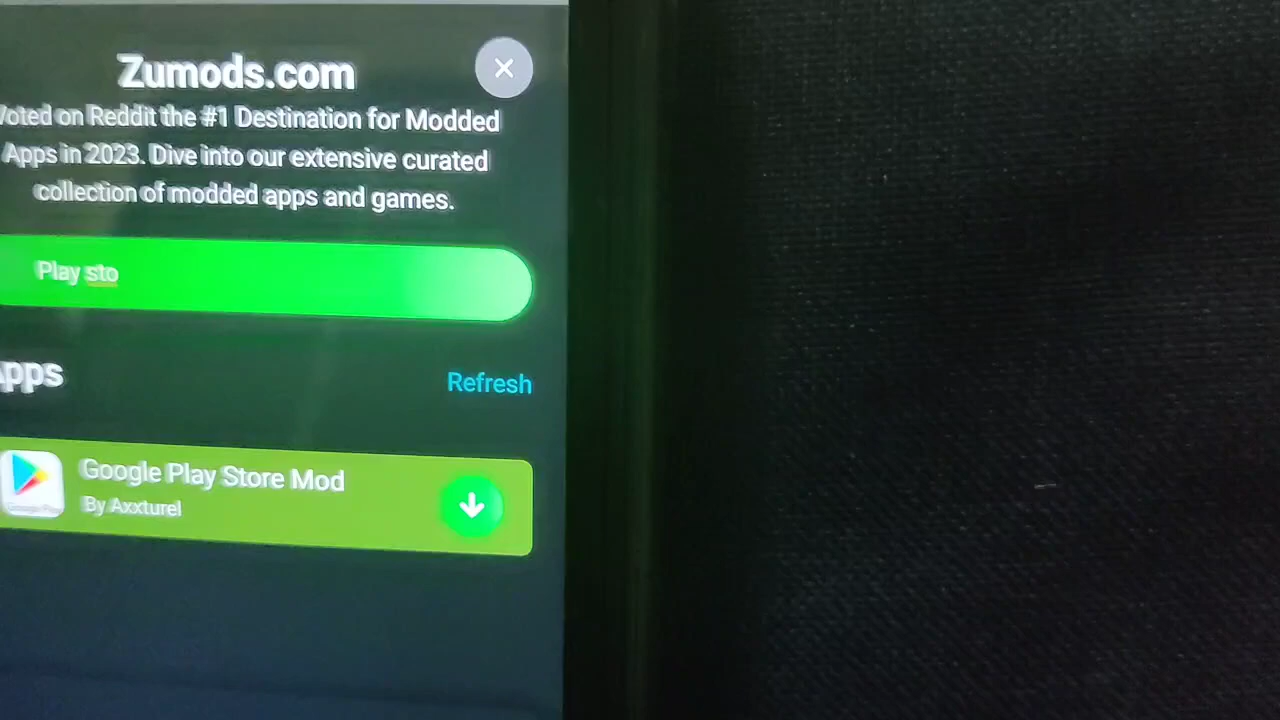 Zumods.com
Voted on Reddit the #1 Destination for Modded
Apps in 2023. Dive into our extensive curated
collection of modded apps and games.
Play sto
Apps
Refresh
Google Play Store Mod
By Axxturel